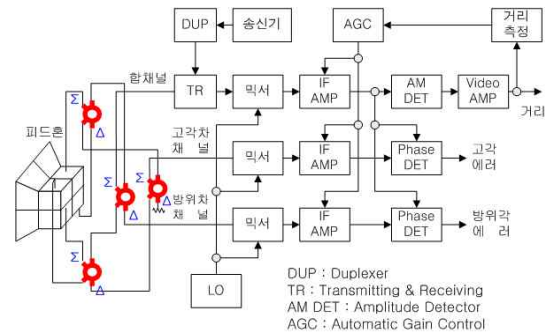 DUP
송신기
AGC
거리
측정
합채널
TR
믹서
IF
AMP
AM
DET
Video
AMP
거리
Σ
Δ
피드혼
고각차
채 널
믹서
IF
AMP
Phase
DET
고각
에러
Σ
Δ
Σ
Δ
방위차
채 널
믹서
IF
AMP
Phase
DET
방위각
에 러
Σ
Δ
LO
DUP : Duplexer
TR : Transmitting & Receiving
AM DET : Amplitude Detector
AGC : Automatic Gain Control